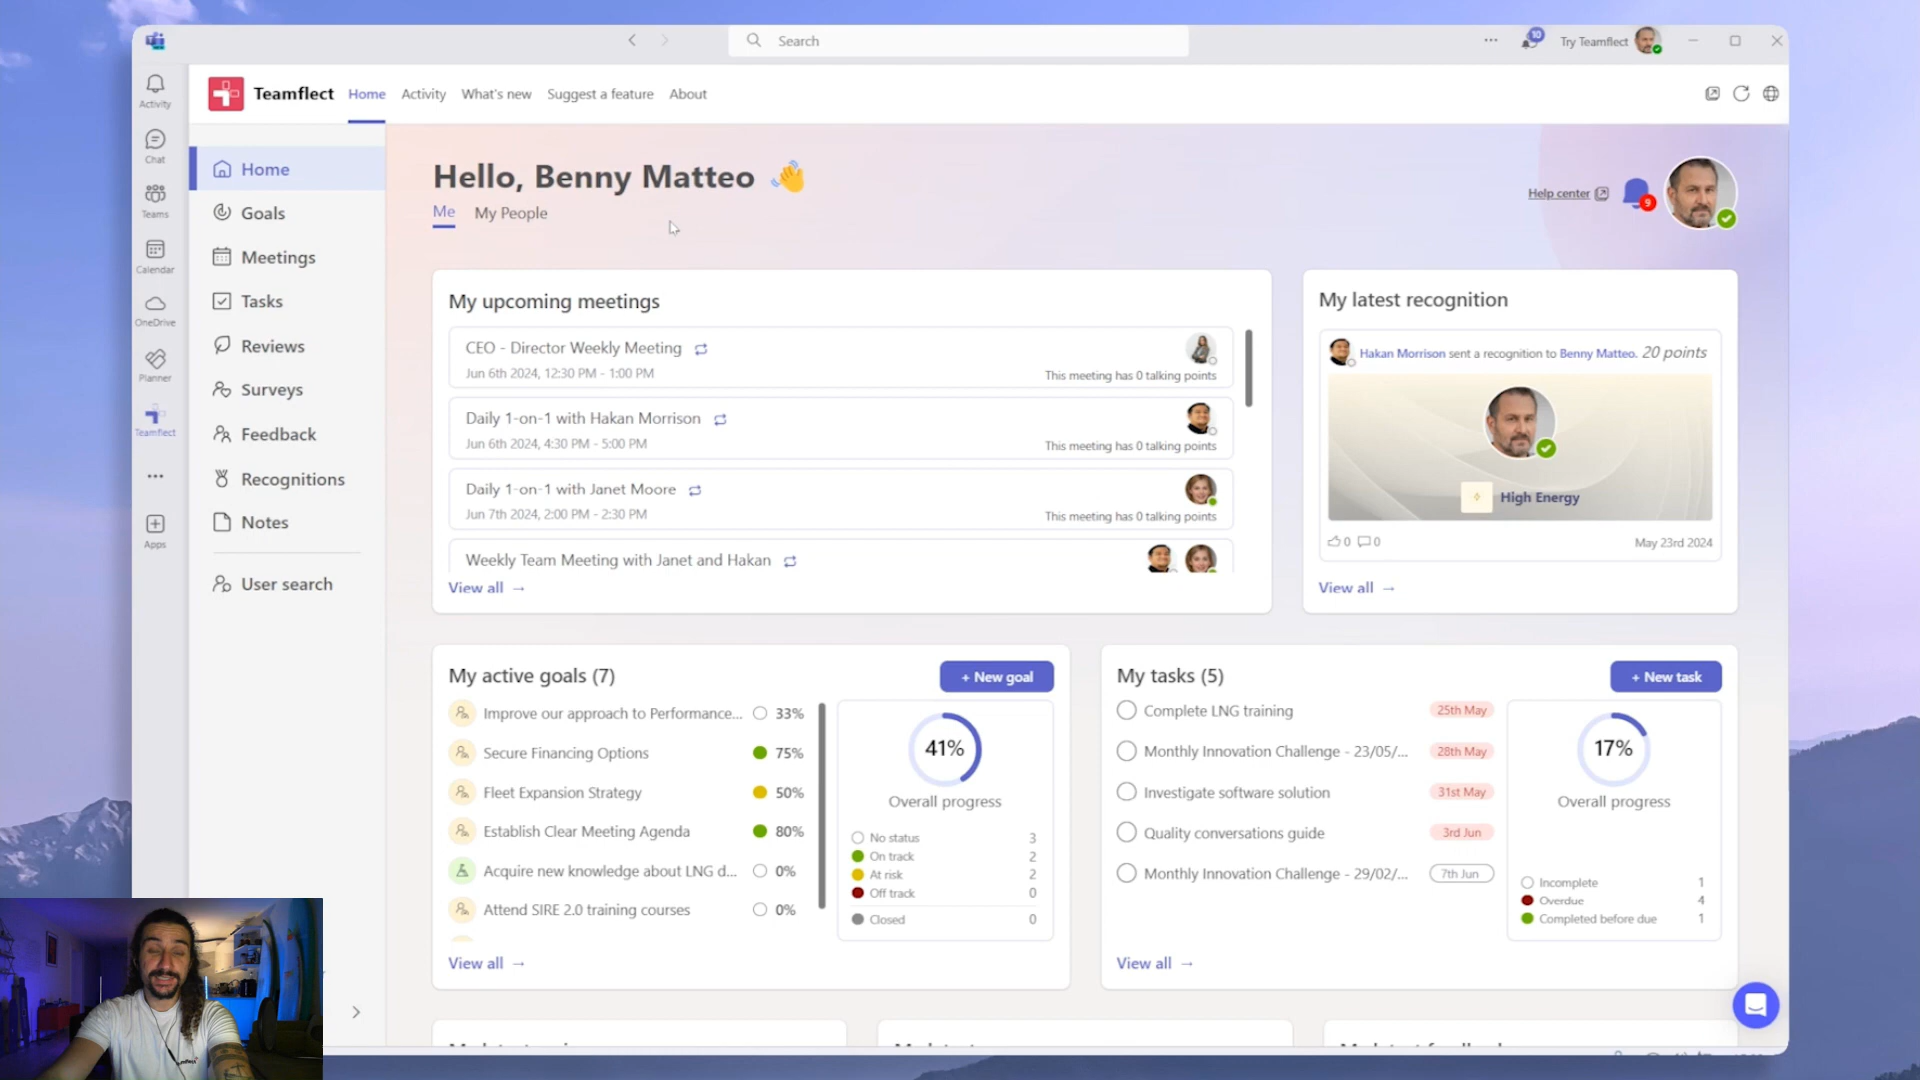 Search
10
Try Teamflect
Activity
Chat
Teams
Calendar
OneDrive
Planner
Teamflect
Apps
Teamflect
Home
Activity
What's new
Suggest a feature
About
Home
Goals
Meetings
Tasks
Reviews
Surveys
Feedback
Recognitions
Notes
User search
Hello, Benny Matteo
Me
My People
Help center
9
My upcoming meetings
CEO - Director Weekly Meeting
Jun 6th 2024, 12:30 PM - 1:00 PM
This meeting has 0 talking points
Daily 1-on-1 with Hakan Morrison
Jun 6th 2024, 4:30 PM - 5:00 PM
This meeting has 0 talking points
Daily 1-on-1 with Janet Moore
Jun 7th 2024, 2:00 PM - 2:30 PM
This meeting has 0 talking points
Weekly Team Meeting with Janet and Hakan
View all →
My latest recognition
Hakan Morrison sent a recognition to Benny Matteo. 20 points
High Energy
0 0
May 23rd 2024
View all →
My active goals (7)
+ New goal
Improve our approach to Performance... 33%
Secure Financing Options 75%
Fleet Expansion Strategy 50%
Establish Clear Meeting Agenda 80%
Acquire new knowledge about LNG d... 0%
Attend SIRE 2.0 training courses 0%
41%
Overall progress
No status 3
On track 2
At risk 2
Off track 0
Closed 0
View all →
My tasks (5)
+ New task
Complete LNG training 25th May
Monthly Innovation Challenge - 23/05/... 28th May
Investigate software solution 31st May
Quality conversations guide 3rd Jun
Monthly Innovation Challenge - 29/02/... 7th Jun
17%
Overall progress
Incomplete 1
Overdue 4
Completed before due 1
View all →